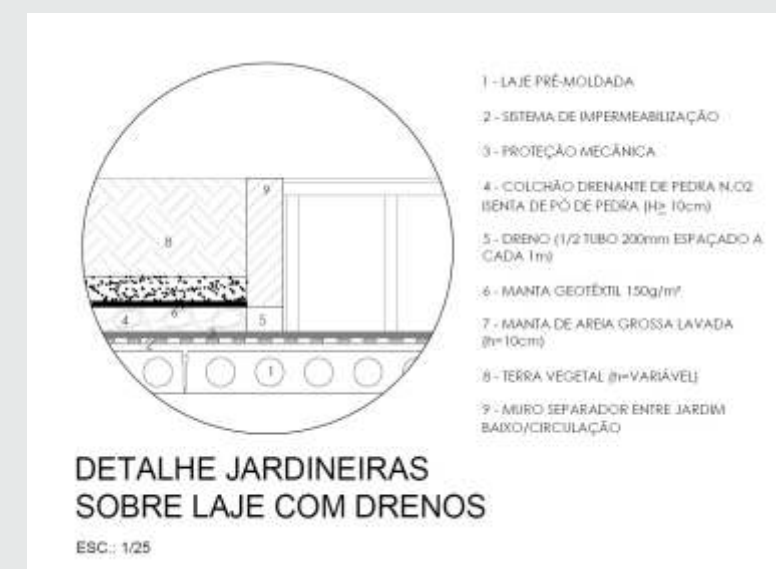 1 - LAJE PRÉ-MOLDADA
2 - SISTEMA DE IMPERMEABILIZAÇÃO
3 - PROTEÇÃO MECÂNICA
4 - COLCHÃO DRENANTE DE PEDRA N.O2
ISENTA DE PÓ DE PEDRA (H≥ 10cm)
5 - DRENO (1/2 TUBO 200mm ESPAÇADO A
CADA 1m)
6 - MANTA GEOTÊXTIL 150g/m²
7 - MANTA DE AREIA GROSSA LAVADA
(h=10cm)
8 - TERRA VEGETAL (h=VARIÁVEL)
9 - MURO SEPARADOR ENTRE JARDIM
BAIXO/CIRCULAÇÃO
9
8
6
4
5
1
DETALHE JARDINEIRAS
SOBRE LAJE COM DRENOS
ESC.: 1/25